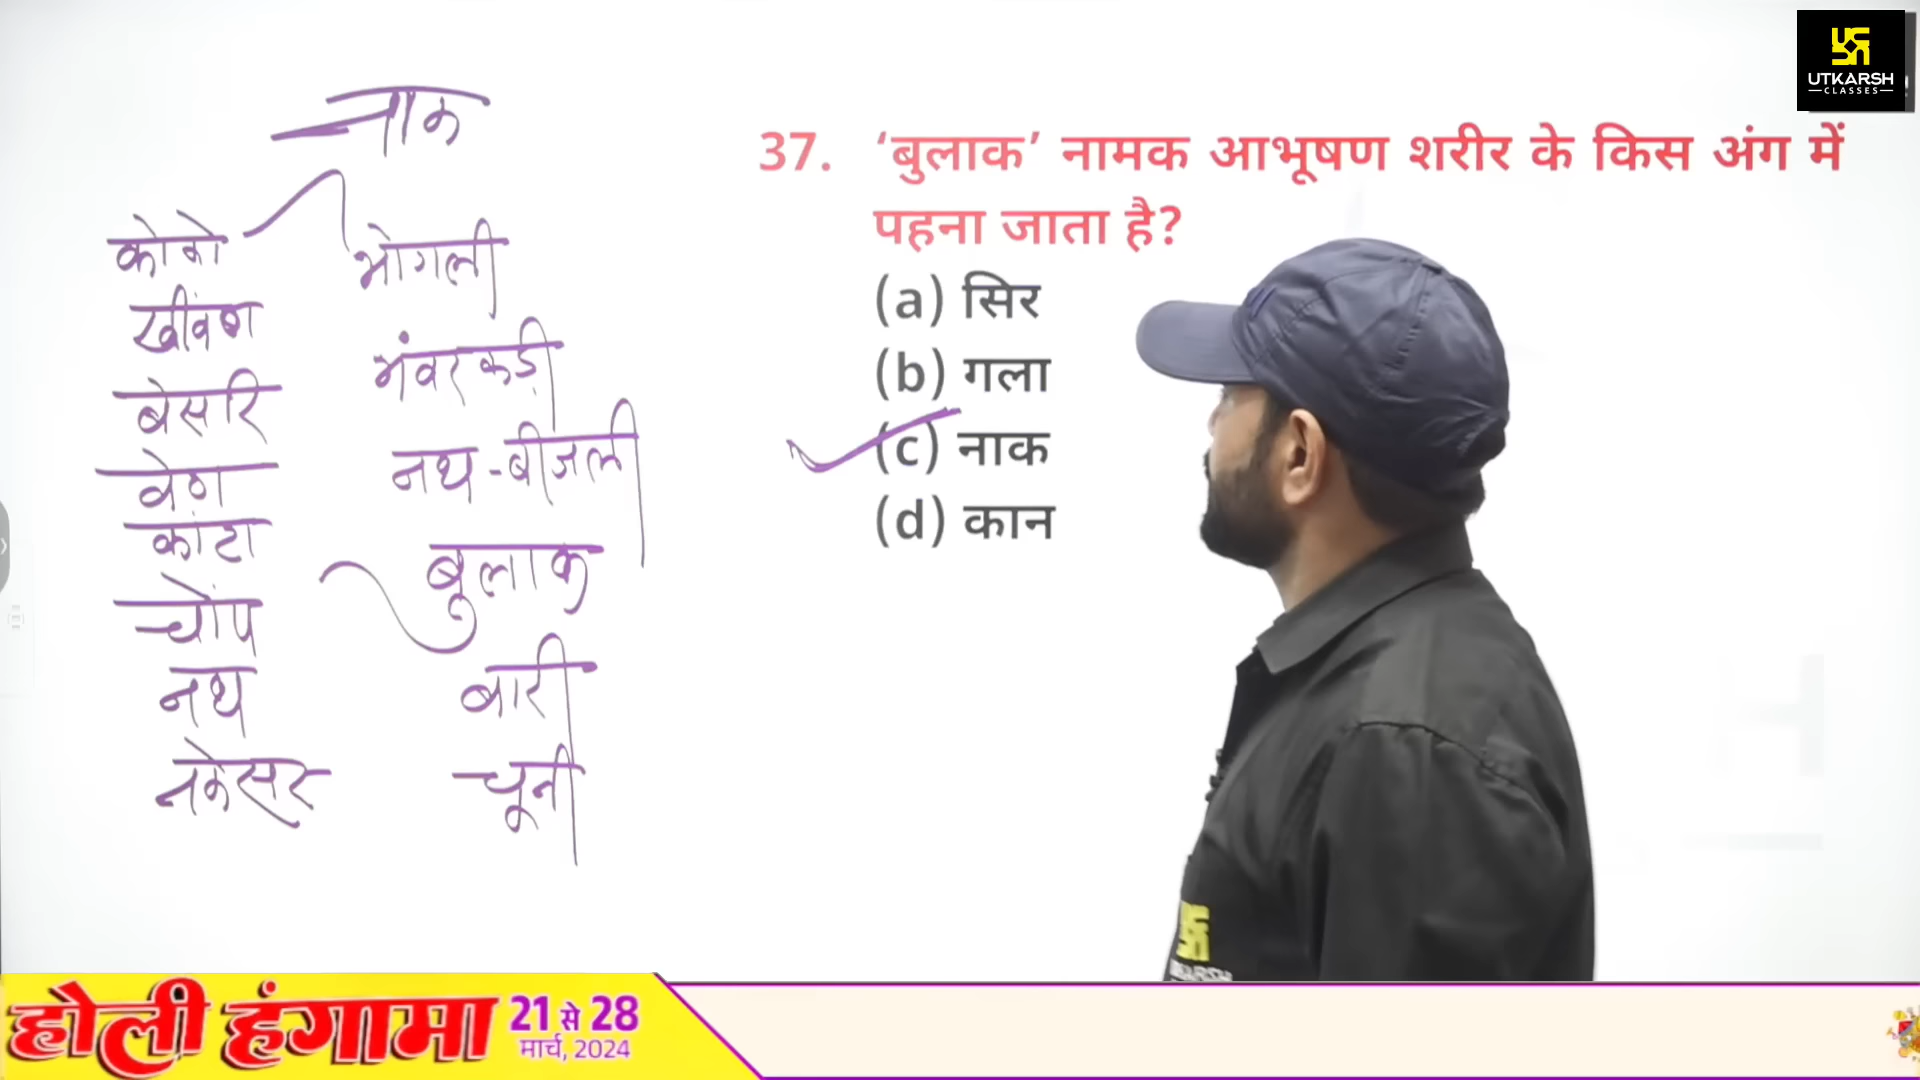 UTKARSH
CLASSES
नाक
कोको
भोगली
खींवण
भंवरकड़ी
बेसरि
नथ-बीजली
वेण
कांटा
बुलाक
चोंप
बारी
नथ
चूनी
नकेसर
37. ‘बुलाक’ नामक आभूषण शरीर के किस अंग में
पहना जाता है?
(a) सिर
(b) गला
(c) नाक
(d) कान
होली हंगामा 21 से 28
मार्च, 2024